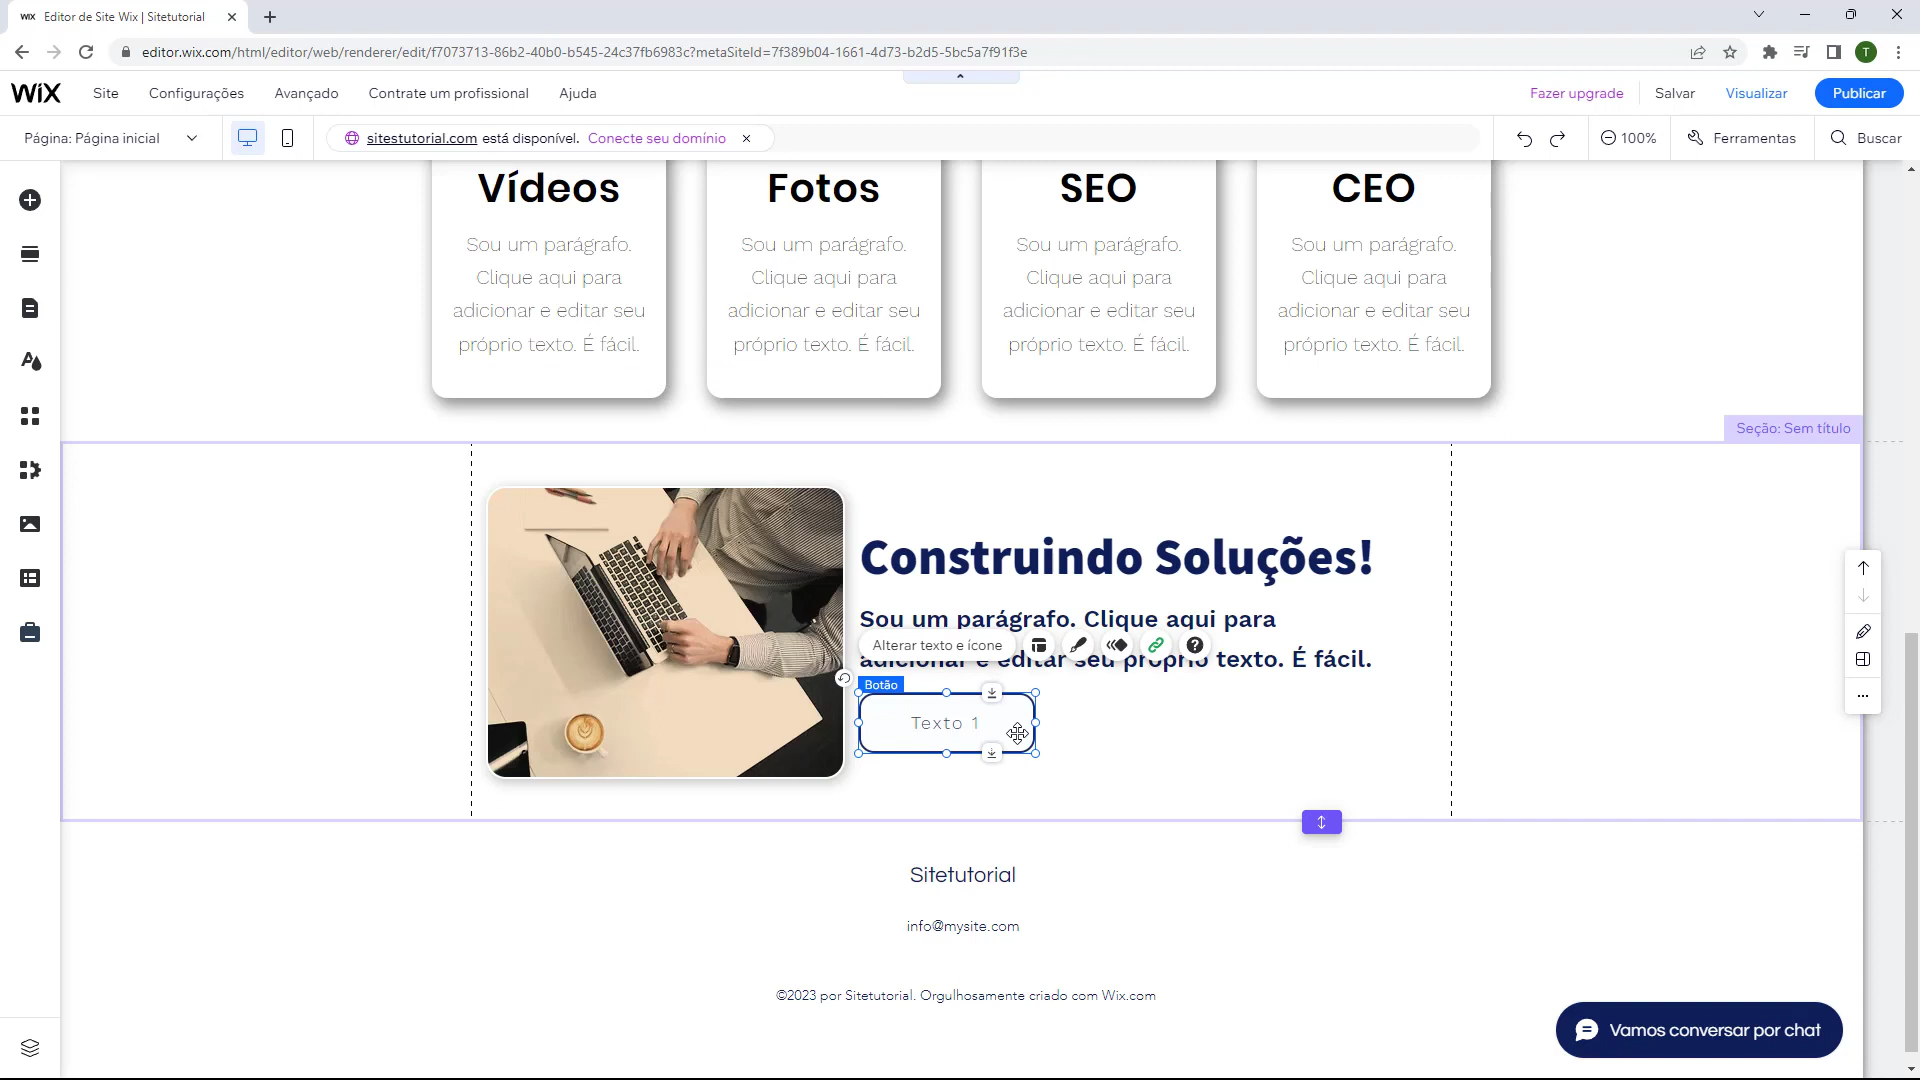 WIX Editor de Site Wix | Sitetutorial
editor.wix.com/html/editor/web/renderer/edit/f7073713-86b2-40b0-b545-24c37fb6983c?metaSiteId=7f389b04-1661-4d73-b2d5-5bc5a7f91f3e
T
WIX Site Configurações Avançado Contrate um profissional Ajuda Fazer upgrade Salvar Visualizar Publicar
Página: Página inicial sitestutorial.com está disponível. Conecte seu domínio 100% Ferramentas Buscar
Vídeos
Sou um parágrafo.
Clique aqui para
adicionar e editar seu
próprio texto. É fácil.
Fotos
Sou um parágrafo.
Clique aqui para
adicionar e editar seu
próprio texto. É fácil.
SEO
Sou um parágrafo.
Clique aqui para
adicionar e editar seu
próprio texto. É fácil.
CEO
Sou um parágrafo.
Clique aqui para
adicionar e editar seu
próprio texto. É fácil.
Seção: Sem título
Construindo Soluções!
Sou um parágrafo. Clique aqui para
Alterar texto e ícone
adicionar e editar seu próprio texto. É fácil.
Botão
Texto 1
Sitetutorial
info@mysite.com
©2023 por Sitetutorial. Orgulhosamente criado com Wix.com
Vamos conversar por chat